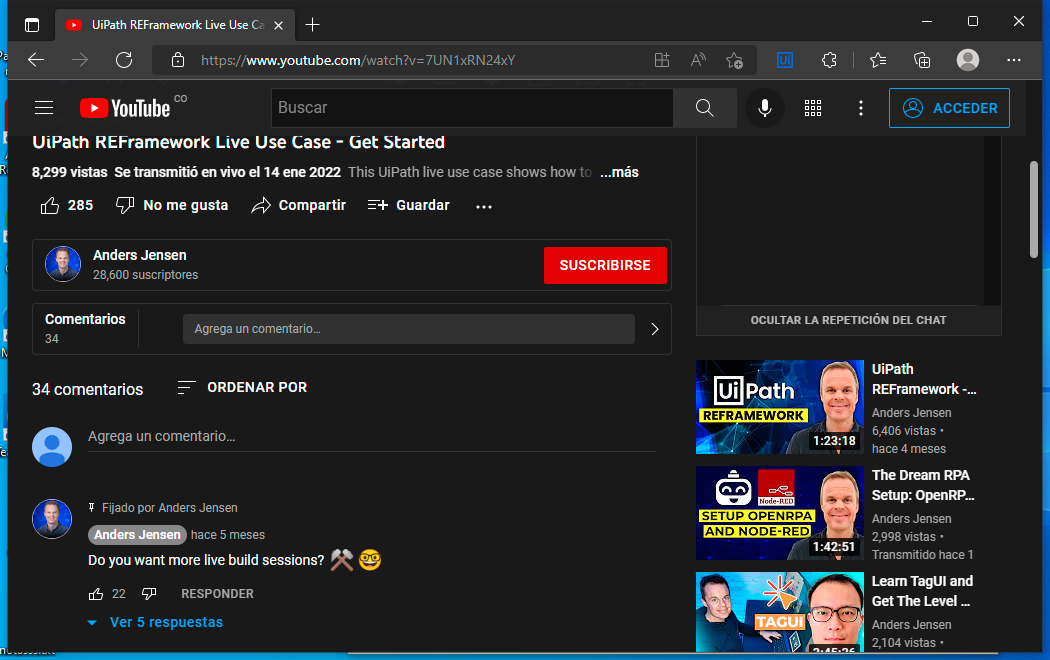 UiPath REFramework Live Use Ca
https://www.youtube.com/watch?v=7UN1xRN24xY
YouTube CO
Buscar
ACCEDER
UiPath REFramework Live Use Case - Get Started
8,299 vistas Se transmitió en vivo el 14 ene 2022 This UiPath live use case shows how to ...más
285 No me gusta Compartir Guardar
Anders Jensen
28,600 suscriptores
SUSCRIBIRSE
Comentarios
34
Agrega un comentario...
34 comentarios
ORDENAR POR
Agrega un comentario...
Fijado por Anders Jensen
Anders Jensen hace 5 meses
Do you want more live build sessions?
22 RESPONDER
Ver 5 respuestas
OCULTAR LA REPETICIÓN DEL CHAT
UiPath
REFRAMEWORK
1:23:18
UiPath
REFramework -...
Anders Jensen
6,406 vistas •
hace 4 meses
Node-RED
SETUP OPENRPA
AND NODE-RED
1:42:51
The Dream RPA
Setup: OpenRP...
Anders Jensen
2,998 vistas •
Transmitido hace 1
TAGUI
2:45:26
Learn TagUI and
Get The Level ...
Anders Jensen
2,104 vistas •